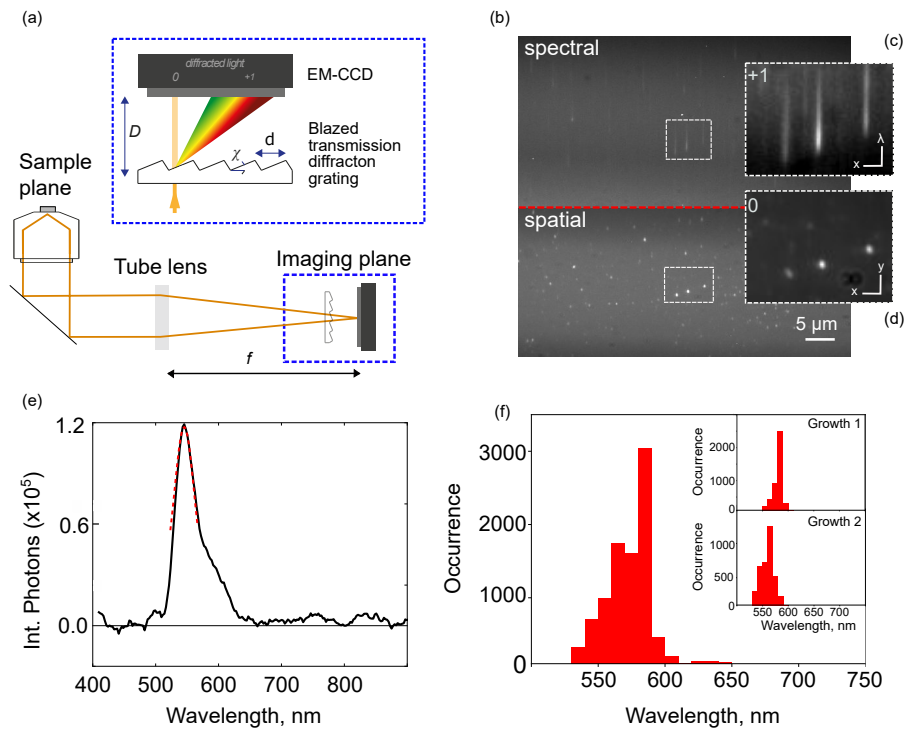 (a)
diffracted light
0
+1
EM-CCD
D
χ
d
Blazed
transmission
diffracton
grating
Sample
plane
Tube lens
Imaging plane
f
(b)
spectral
spatial
5 µm
(c)
+1
λ
x
0
y
x
(d)
(e)
1.2
0.6
0.0
Int. Photons (x10⁵)
400
500
600
700
800
Wavelength, nm
(f)
3000
2000
1000
0
Occurrence
550
600
650
700
750
Wavelength, nm
Growth 1
2000
1000
0
Occurrence
Growth 2
1000
500
0
Occurrence
550
600
650
700
Wavelength, nm